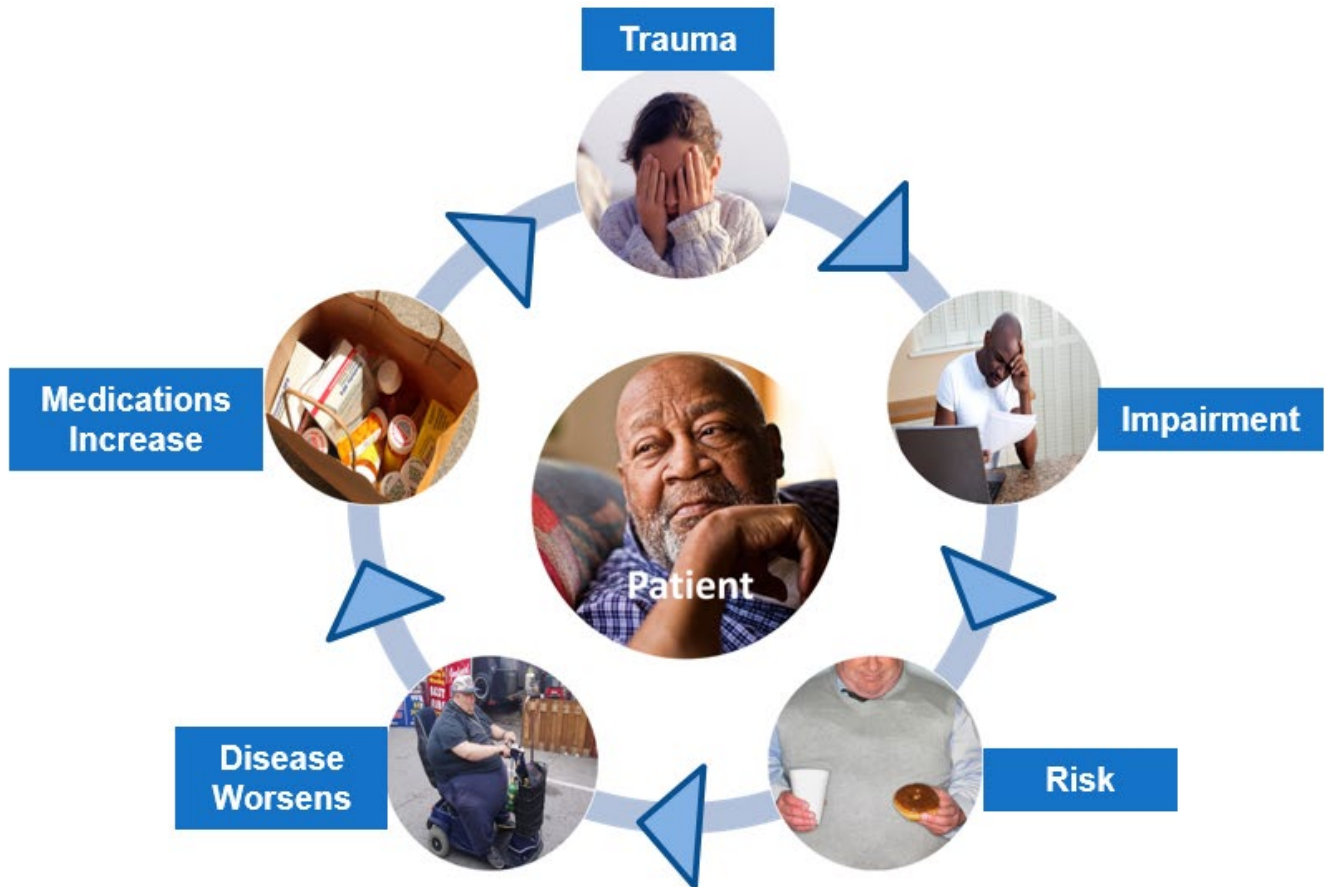 Trauma
Impairment
Risk
Disease
Worsens
Medications
Increase
Patient